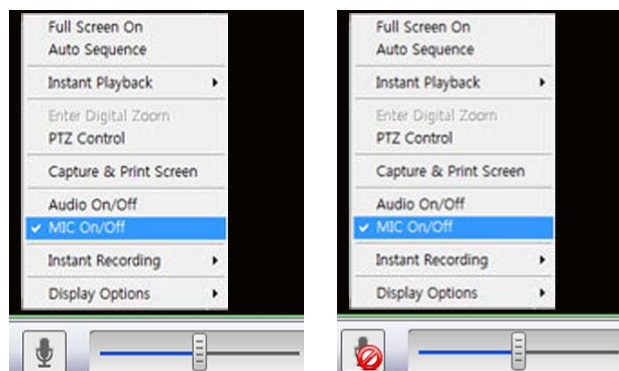 Full Screen On
Auto Sequence
Instant Playback
Enter Digital Zoom
PTZ Control
Capture & Print Screen
Audio On/Off
MIC On/Off
Instant Recording
Display Options
Full Screen On
Auto Sequence
Instant Playback
Enter Digital Zoom
PTZ Control
Capture & Print Screen
Audio On/Off
MIC On/Off
Instant Recording
Display Options